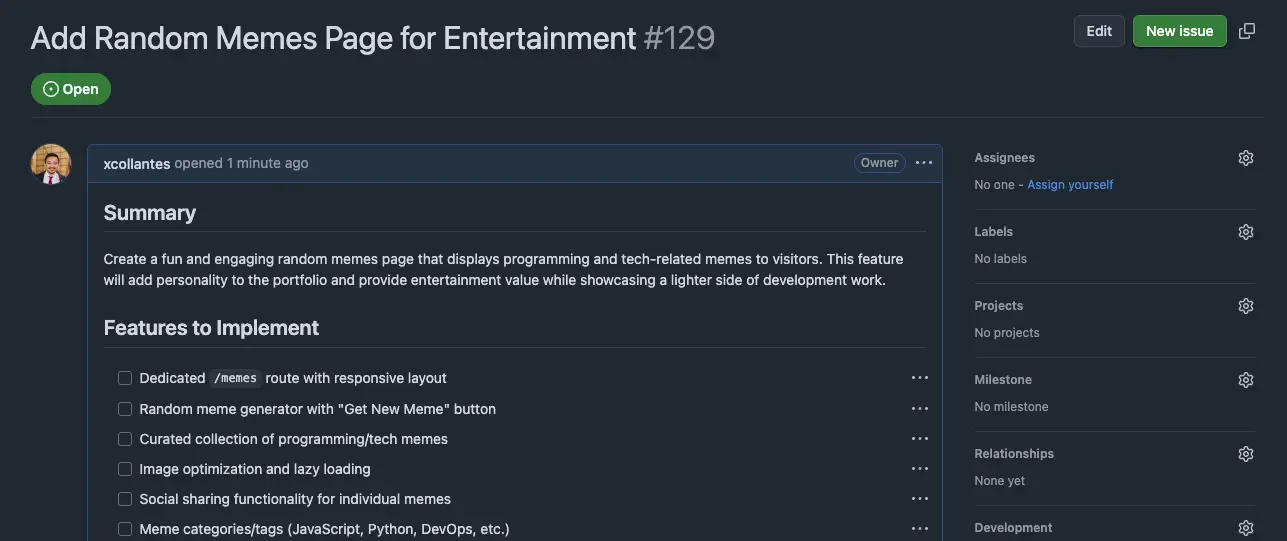 Add Random Memes Page for Entertainment #129
Edit
New issue
Open
xcollantes opened 1 minute ago
Owner
Summary
Create a fun and engaging random memes page that displays programming and tech-related memes to visitors. This feature
will add personality to the portfolio and provide entertainment value while showcasing a lighter side of development work.
Features to Implement
Dedicated /memes route with responsive layout
Random meme generator with "Get New Meme" button
Curated collection of programming/tech memes
Image optimization and lazy loading
Social sharing functionality for individual memes
Meme categories/tags (JavaScript, Python, DevOps, etc.)
Assignees
No one - Assign yourself
Labels
No labels
Projects
No projects
Milestone
No milestone
Relationships
None yet
Development